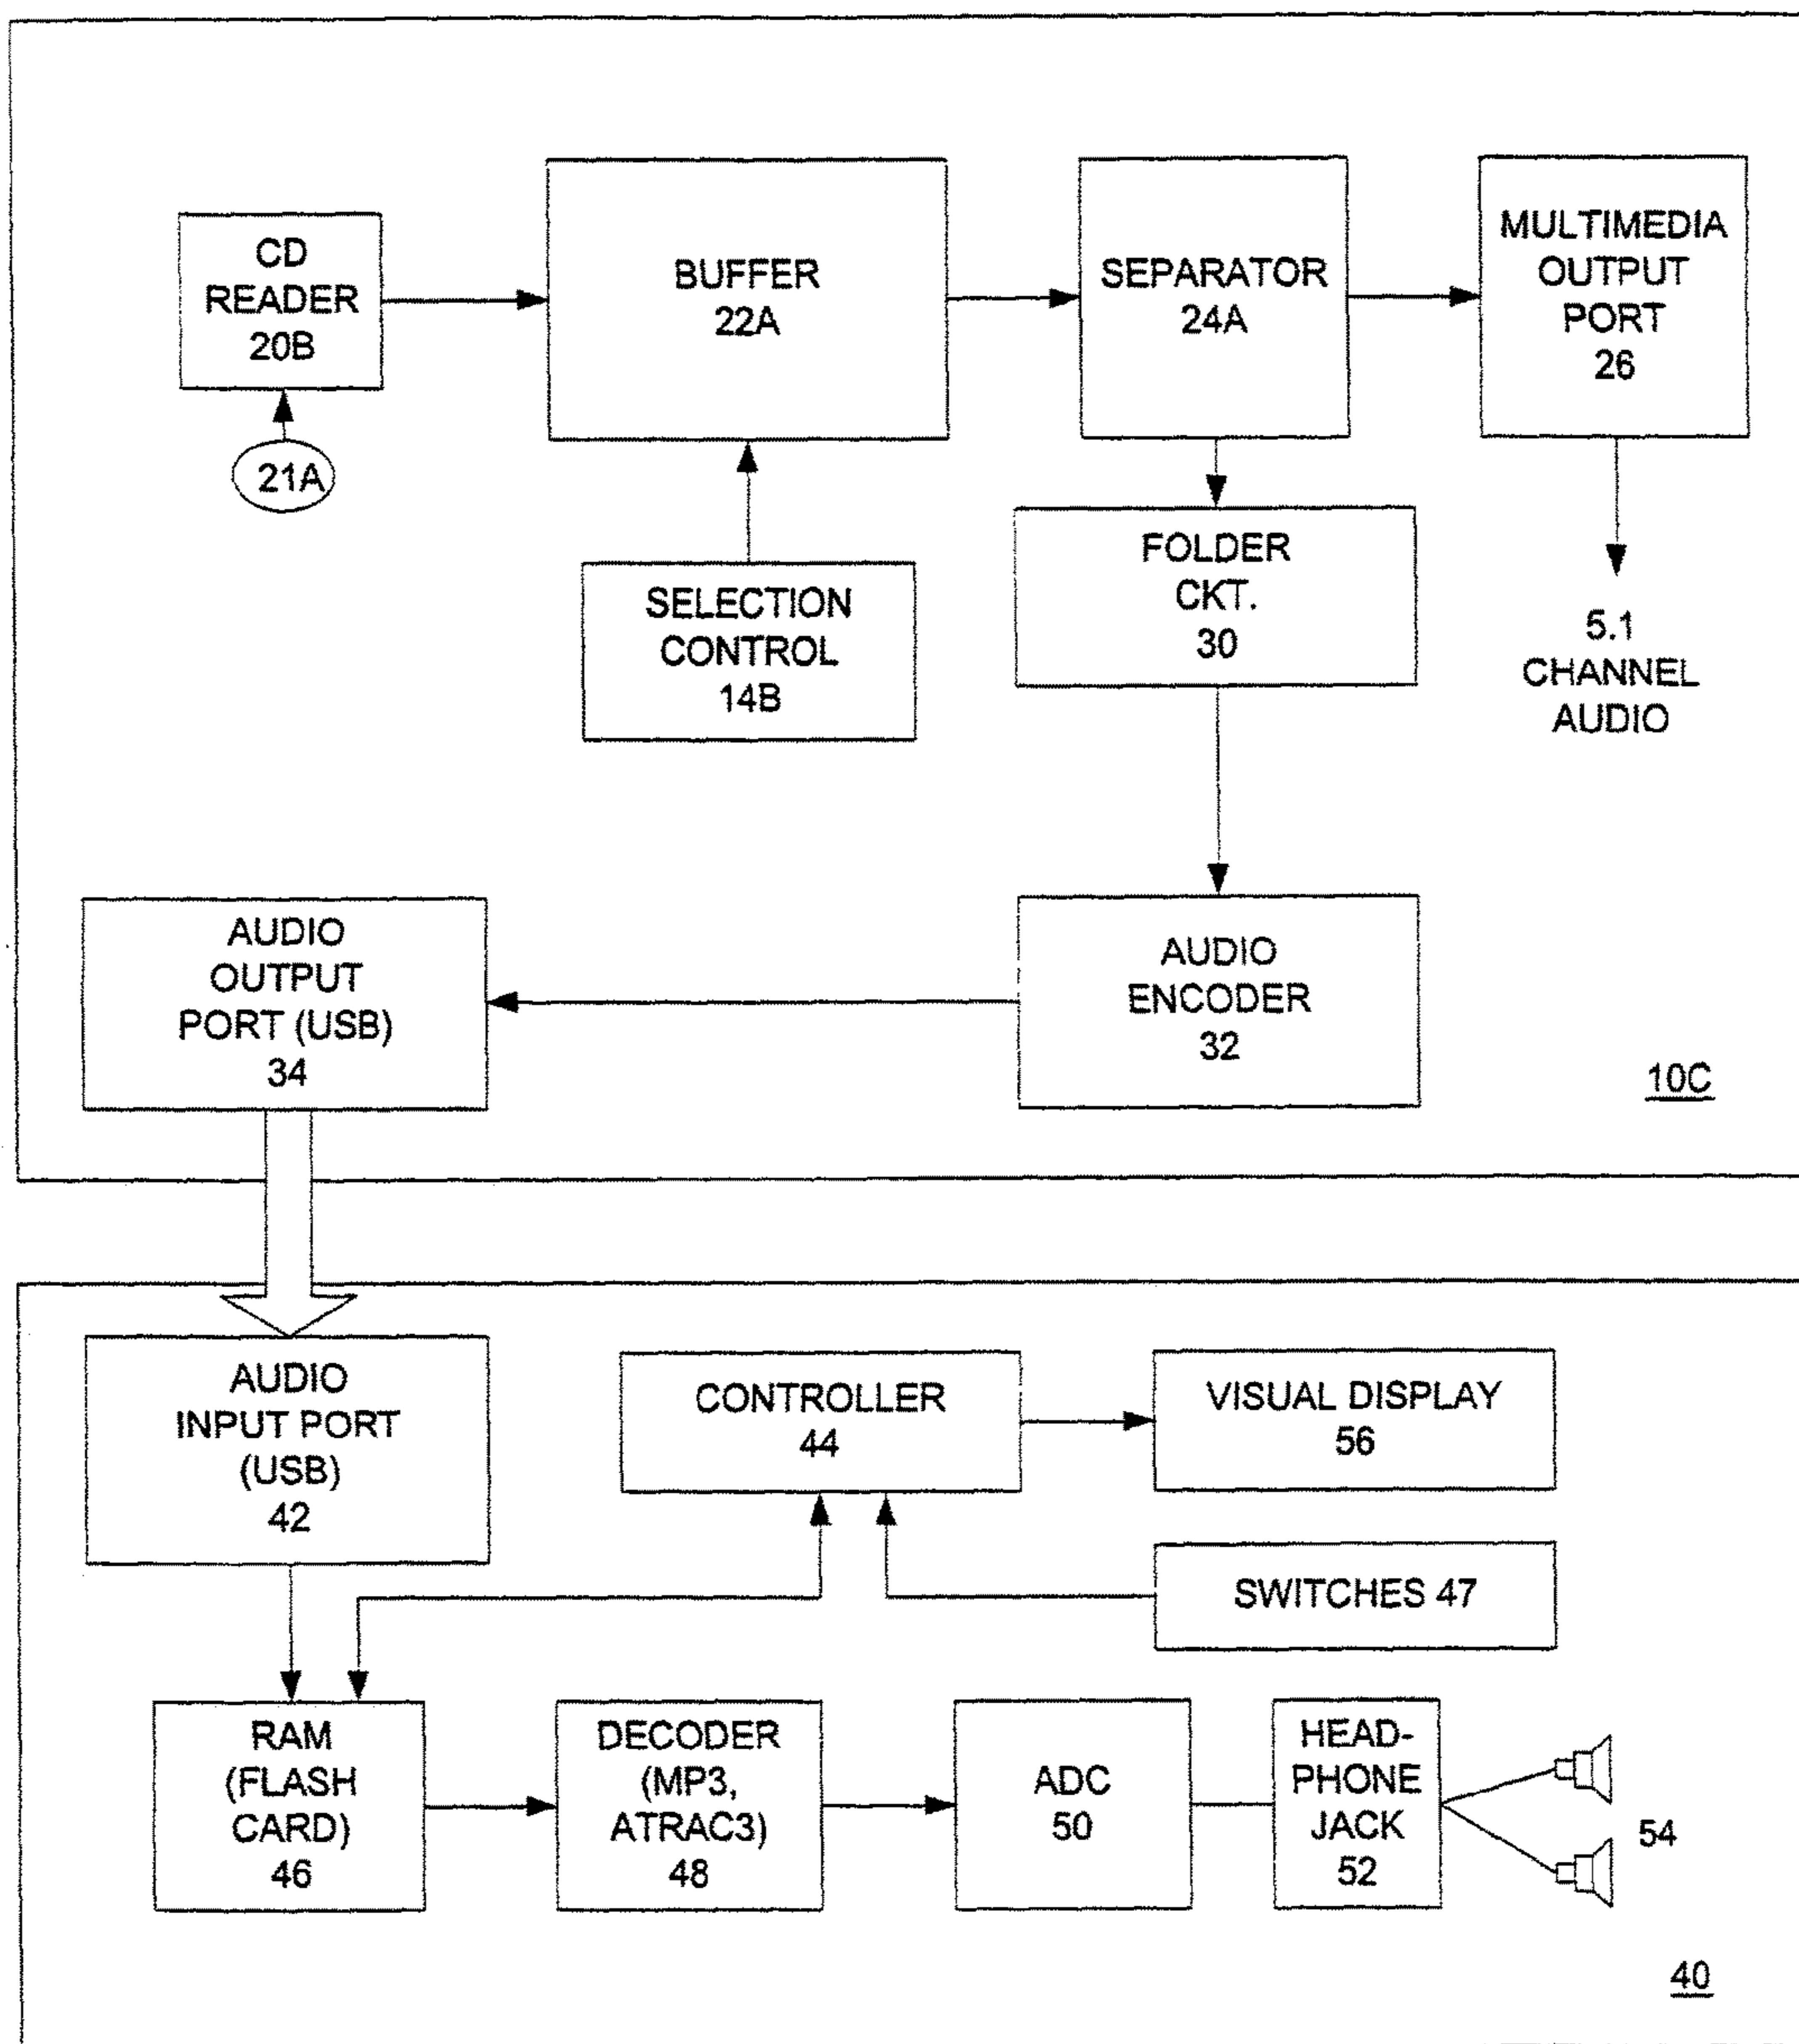 CD
READER
20B
21A
BUFFER
22A
SEPARATOR
24A
MULTIMEDIA
OUTPUT
PORT
26
SELECTION
CONTROL
14B
FOLDER
CKT.
30
5.1
CHANNEL
AUDIO
AUDIO
OUTPUT
PORT (USB)
34
AUDIO
ENCODER
32
10C
AUDIO
INPUT PORT
(USB)
42
CONTROLLER
44
VISUAL DISPLAY
56
SWITCHES 47
RAM
(FLASH
CARD)
46
DECODER
(MP3,
ATRAC3)
48
ADC
50
HEAD-
PHONE
JACK
52
54
40